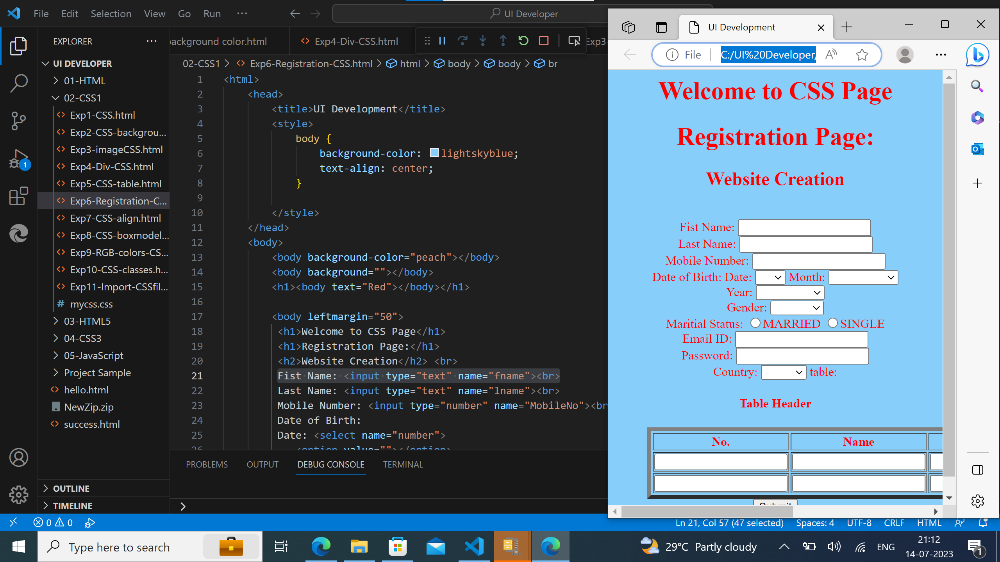 File Edit Selection View Go Run ··· UI Developer
EXPLORER ···
UI DEVELOPER
01-HTML
02-CSS1
Exp1-CSS.html
Exp2-CSS-backgrou...
Exp3-imageCSS.html
Exp4-Div-CSS.html
Exp5-CSS-table.html
Exp6-Registration-C...
Exp7-CSS-align.html
Exp8-CSS-boxmodel...
Exp9-RGB-colors-CS...
Exp10-CSS-classes.h...
Exp11-Import-CSSfil...
# mycss.css
03-HTML5
04-CSS3
05-JavaScript
Project Sample
hello.html
NewZip.zip
success.html
OUTLINE
TIMELINE
1
ackground color.html Exp4-Div-CSS.html Exp3-
02-CSS1 > Exp6-Registration-CSS.html > html > body > body > br
1 <html>
2 <head>
3 <title>UI Development</title>
4 <style>
5 body {
6 background-color: lightskyblue;
7 text-align: center;
8 }
9
10 </style>
11 </head>
12 <body>
13 <body background-color="peach"></body>
14 <body background=""></body>
15 <h1><body text="Red"></body></h1>
16
17 <body leftmargin="50">
18 <h1>Welcome to CSS Page</h1>
19 <h1>Registration Page:</h1>
20 <h2>Website Creation</h2> <br>
21 Fist Name: <input type="text" name="fname"><br>
22 Last Name: <input type="text" name="lname"><br>
23 Mobile Number: <input type="number" name="MobileNo"><br
24 Date of Birth:
25 Date: <select name="number">
26 <option value=""></option>
PROBLEMS OUTPUT DEBUG CONSOLE TERMINAL
>
UI Development
File C:/UI%20Developer/
Welcome to CSS Page
Registration Page:
Website Creation
Fist Name:
Last Name:
Mobile Number:
Date of Birth: Date: Month:
Year:
Gender:
Maritial Status: MARRIED SINGLE
Email ID:
Password:
Country: table:
Table Header
No. Name
Submit
0 0 Ln 21, Col 57 (47 selected) Spaces: 4 UTF-8 CRLF HTML
Type here to search 29°C Partly cloudy ENG 21:12
14-07-2023
1